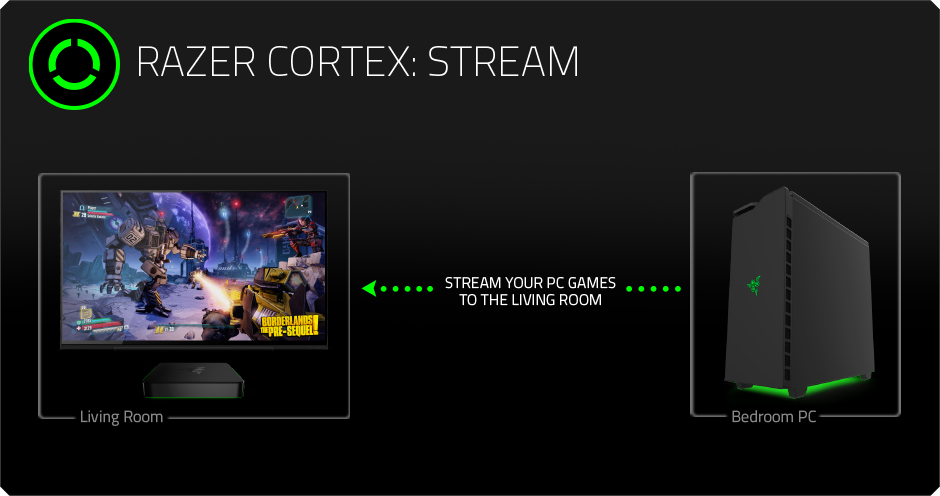 RAZER CORTEX: STREAM
BORDERLANDS
THE PRE-SEQUEL!
STREAM YOUR PC GAMES
TO THE LIVING ROOM
Living Room
Bedroom PC